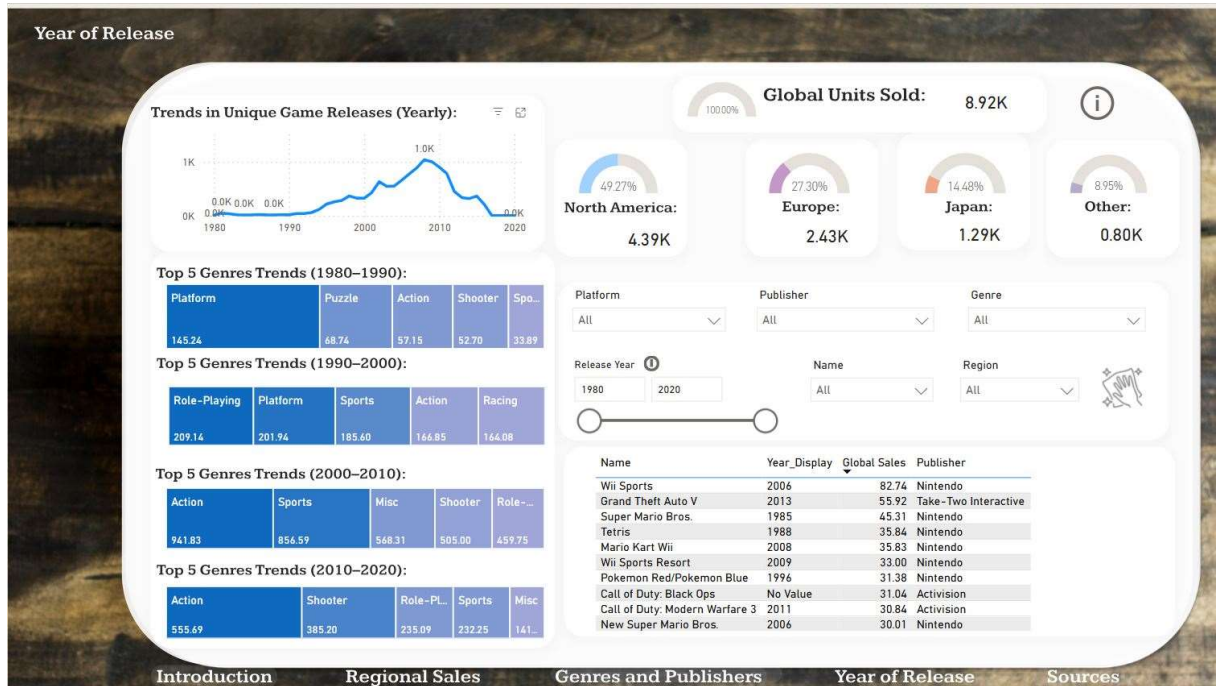 Year of Release
Trends in Unique Game Releases (Yearly):
1K
0K
1.0K
0.0K 0.0K 0.0K
0.0K
0.0K
1980 1990 2000 2010 2020
100.00%
Global Units Sold:
8.92K
i
49.27%
North America:
4.39K
27.30%
Europe:
2.43K
14.48%
Japan:
1.29K
8.95%
Other:
0.80K
Top 5 Genres Trends (1980–1990):
Platform Puzzle Action Shooter Spo...
145.24 68.74 57.15 52.70 33.89
Top 5 Genres Trends (1990–2000):
Role-Playing Platform Sports Action Racing
209.14 201.94 185.60 166.85 164.08
Top 5 Genres Trends (2000–2010):
Action Sports Misc Shooter Role-...
941.83 856.59 568.31 505.00 459.75
Top 5 Genres Trends (2010–2020):
Action Shooter Role-Pl... Sports Misc
555.69 385.20 235.09 232.25 141...
Platform Publisher Genre
All All All
Release Year Name Region
1980 2020 All All
Name Year_Display Global Sales Publisher
Wii Sports 2006 82.74 Nintendo
Grand Theft Auto V 2013 55.92 Take-Two Interactive
Super Mario Bros. 1985 45.31 Nintendo
Tetris 1988 35.84 Nintendo
Mario Kart Wii 2008 35.83 Nintendo
Wii Sports Resort 2009 33.00 Nintendo
Pokemon Red/Pokemon Blue 1996 31.38 Nintendo
Call of Duty: Black Ops No Value 31.04 Activision
Call of Duty: Modern Warfare 3 2011 30.84 Activision
New Super Mario Bros. 2006 30.01 Nintendo
Introduction Regional Sales Genres and Publishers Year of Release Sources